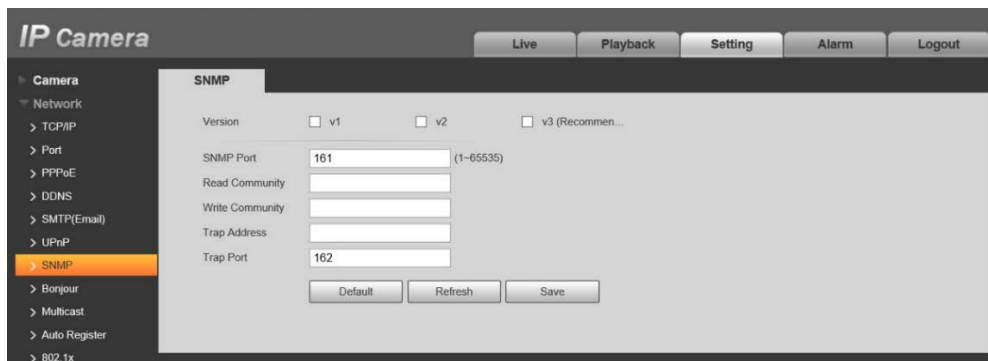 IP Camera
Live Playback Setting Alarm Logout
Camera
Network
TCP/IP
Port
PPPoE
DDNS
SMTP(Email)
UPnP
SNMP
Bonjour
Multicast
Auto Register
802.1x
SNMP
Version v1 v2 v3 (Recommen...
SNMP Port 161 (1~65535)
Read Community
Write Community
Trap Address
Trap Port 162
Default Refresh Save